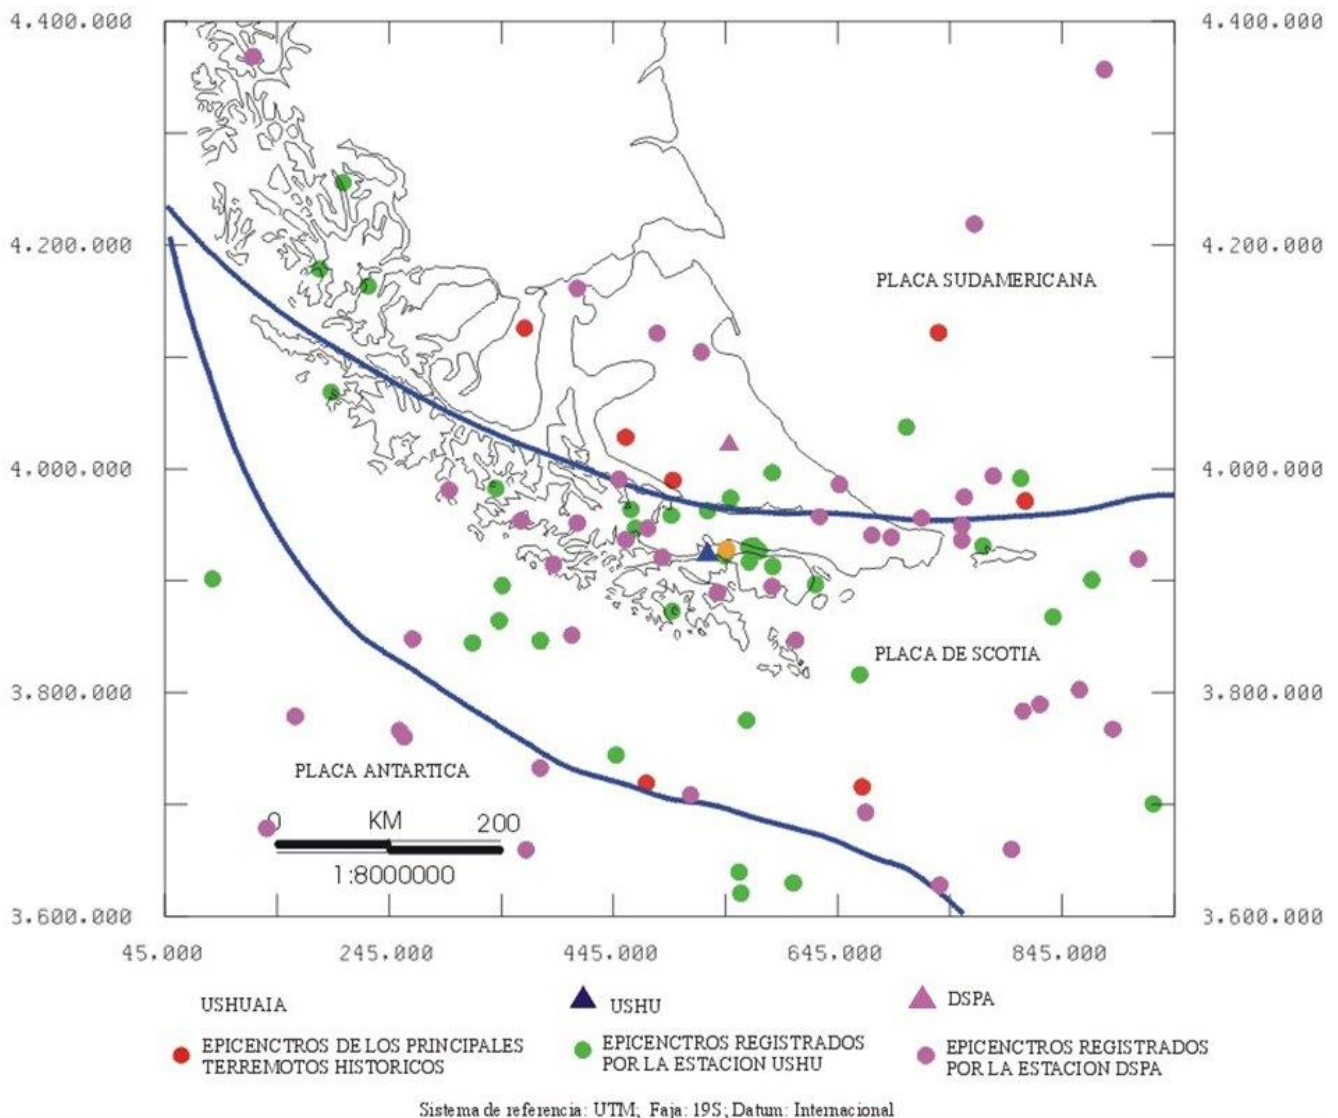 4.400.000 4.400.000
4.200.000 4.200.000
PLACA SUDAMERICANA
4.000.000 4.000.000
PLACA DE SCOTIA
3.800.000 3.800.000
PLACA ANTARTICA
0 KM 200
1:8000000
3.600.000 3.600.000
45.000 245.000 445.000 645.000 845.000
USHUAIA USHU DSPA
EPICENCTROS DE LOS PRINCIPALES
TERREMOTOS HISTORICOS
EPICENCTROS REGISTRADOS
POR LA ESTACION USHU
EPICENCTROS REGISTRADOS
POR LA ESTACION DSPA
Sistema de referencia: UTM; Faja: 19S; Datum: Internacional